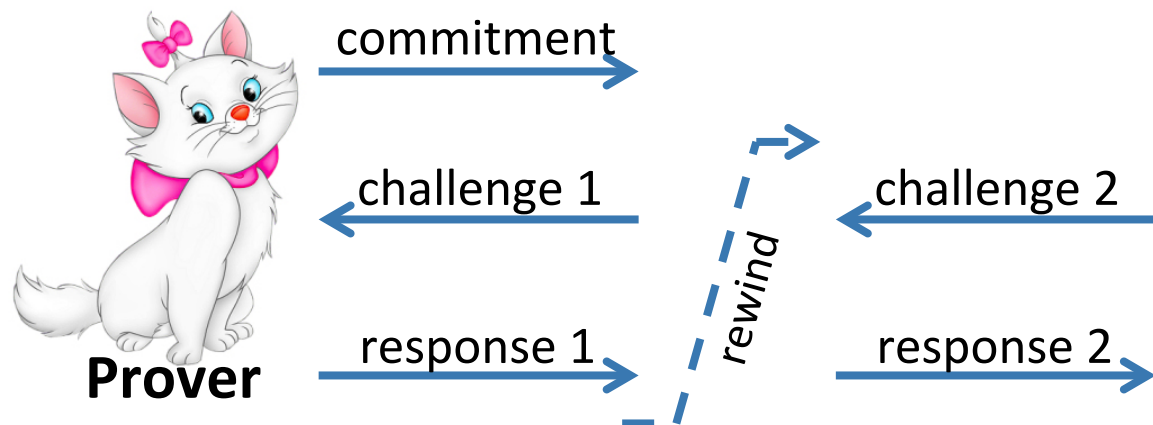 commitment
challenge 1
challenge 2
rewind
response 1
response 2
Prover